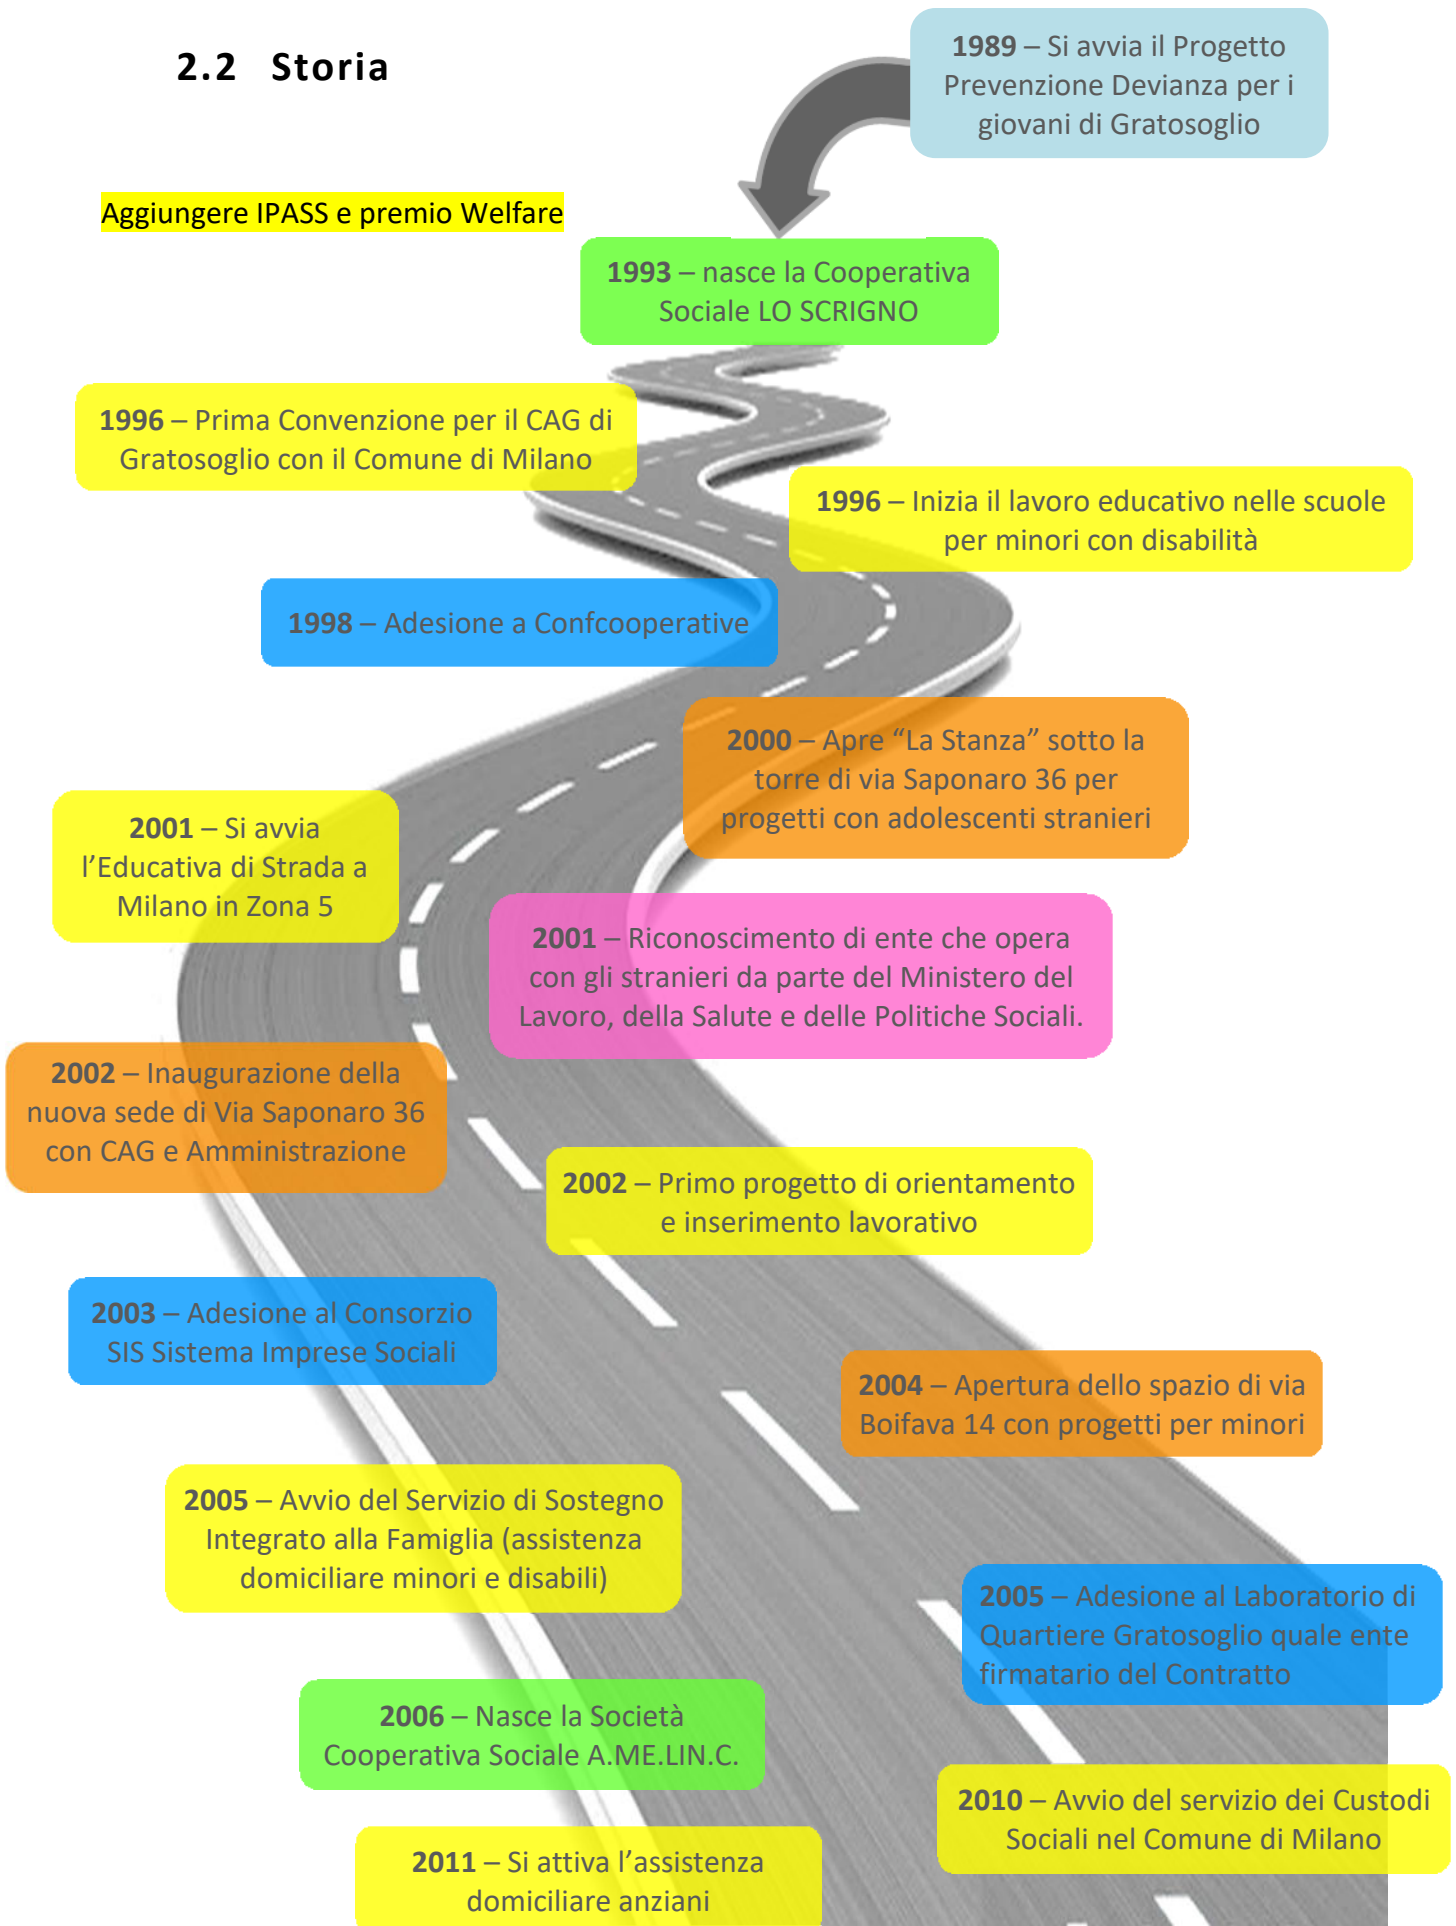 2.2 Storia
1989 – Si avvia il Progetto
Prevenzione Devianza per i
giovani di Gratosoglio
Aggiungere IPASS e premio Welfare
1993 – nasce la Cooperativa
Sociale LO SCRIGNO
1996 – Prima Convenzione per il CAG di
Gratosoglio con il Comune di Milano
1996 – Inizia il lavoro educativo nelle scuole
per minori con disabilità
1998 – Adesione a Confcooperative
2000 – Apre “La Stanza” sotto la
torre di via Saponaro 36 per
progetti con adolescenti stranieri
2001 – Si avvia
l’Educativa di Strada a
Milano in Zona 5
2001 – Riconoscimento di ente che opera
con gli stranieri da parte del Ministero del
Lavoro, della Salute e delle Politiche Sociali.
2002 – Inaugurazione della
nuova sede di Via Saponaro 36
con CAG e Amministrazione
2002 – Primo progetto di orientamento
e inserimento lavorativo
2003 – Adesione al Consorzio
SIS Sistema Imprese Sociali
2004 – Apertura dello spazio di via
Boifava 14 con progetti per minori
2005 – Avvio del Servizio di Sostegno
Integrato alla Famiglia (assistenza
domiciliare minori e disabili)
2005 – Adesione al Laboratorio di
Quartiere Gratosoglio quale ente
firmatario del Contratto
2006 – Nasce la Società
Cooperativa Sociale A.ME.LIN.C.
2010 – Avvio del servizio dei Custodi
Sociali nel Comune di Milano
2011 – Si attiva l’assistenza
domiciliare anziani